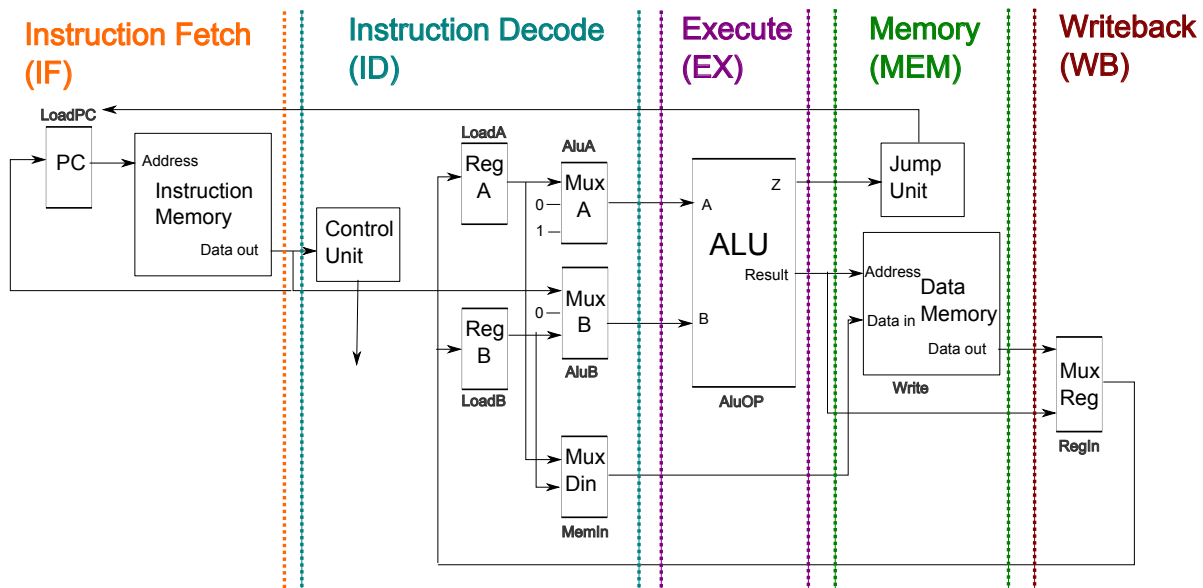 Instruction Fetch
(IF)
Instruction Decode
(ID)
Execute
(EX)
Memory
(MEM)
Writeback
(WB)
LoadPC
PC
Address
Instruction
Memory
Data out
Control
Unit
LoadA
Reg
A
AluA
Mux
A
0
1
Mux
B
0
AluB
Reg
B
LoadB
Mux
Din
MemIn
A
Z
ALU
Result
B
AluOP
Jump
Unit
Address
Data
Memory
Data in
Data out
Write
Mux
Reg
RegIn